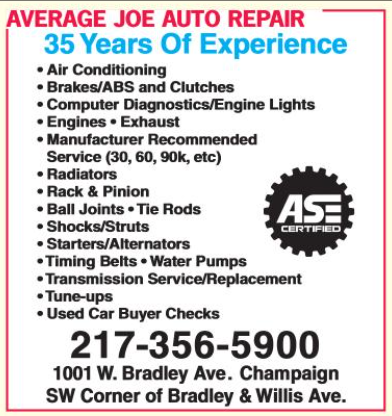 AVERAGE JOE AUTO REPAIR
35 Years Of Experience
• Air Conditioning
• Brakes/ABS and Clutches
• Computer Diagnostics/Engine Lights
• Engines • Exhaust
• Manufacturer Recommended
Service (30, 60, 90k, etc)
• Radiators
• Rack & Pinion
• Ball Joints • Tie Rods
• Shocks/Struts
• Starters/Alternators
• Timing Belts • Water Pumps
• Transmission Service/Replacement
• Tune-ups
• Used Car Buyer Checks
ASE
CERTIFIED
217-356-5900
1001 W. Bradley Ave. Champaign
SW Corner of Bradley & Willis Ave.